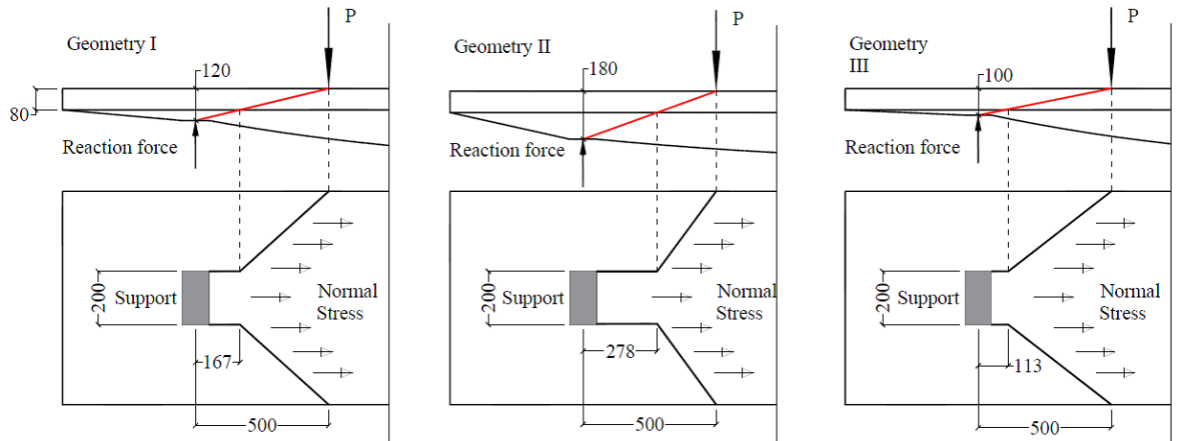 P
Geometry I
120
80
Reaction force
200
Support
Normal
Stress
167
500
P
Geometry II
180
Reaction force
200
Support
Normal
Stress
278
500
P
Geometry
III
100
Reaction force
200
Support
Normal
Stress
113
500